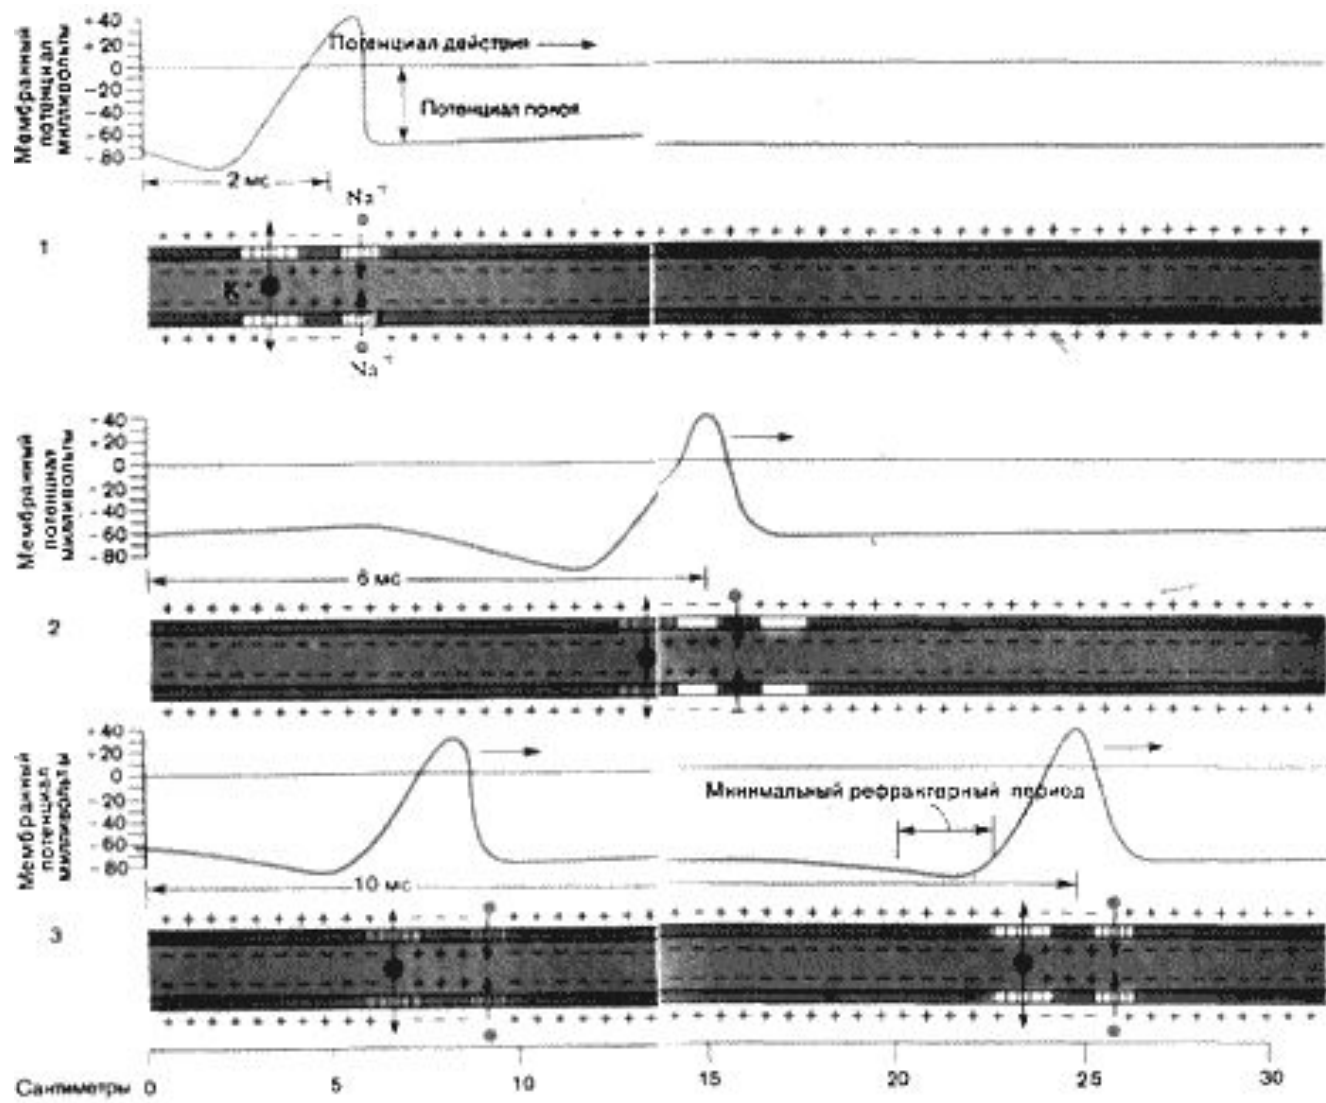 Мембранный
потенциал
милливольты
+ 40
+ 20
0
- 20
- 40
- 60
- 80
Потенциал действия
Потенциал покоя
2 мс
Na+
1
K+
Na+
Мембранный
потенциал
милливольты
- 40
+ 20
0
- 20
- 40
- 60
- 80
6 мс
2
Мембранный
потенциал
милливольты
+ 40
+ 20
0
- 20
- 40
- 60
- 80
Минимальный рефрактерный период
10 мс
3
Сантиметры 0 5 10 15 20 25 30